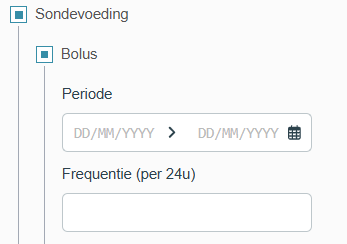 Sondevoeding
Bolus
Periode
DD/MM/YYYY > DD/MM/YYYY
Frequentie (per 24u)